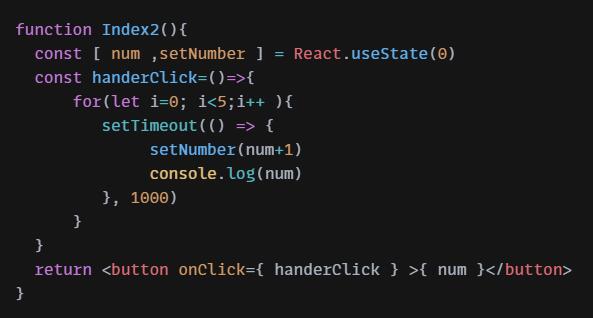 function Index2(){
  const [ num ,setNumber ] = React.useState(0)
  const handerClick=()=>{
      for(let i=0; i<5;i++ ){
         setTimeout(() => {
              setNumber(num+1)
              console.log(num)
         }, 1000)
      }
  }
  return <button onClick={ handerClick } >{ num }</button>
}